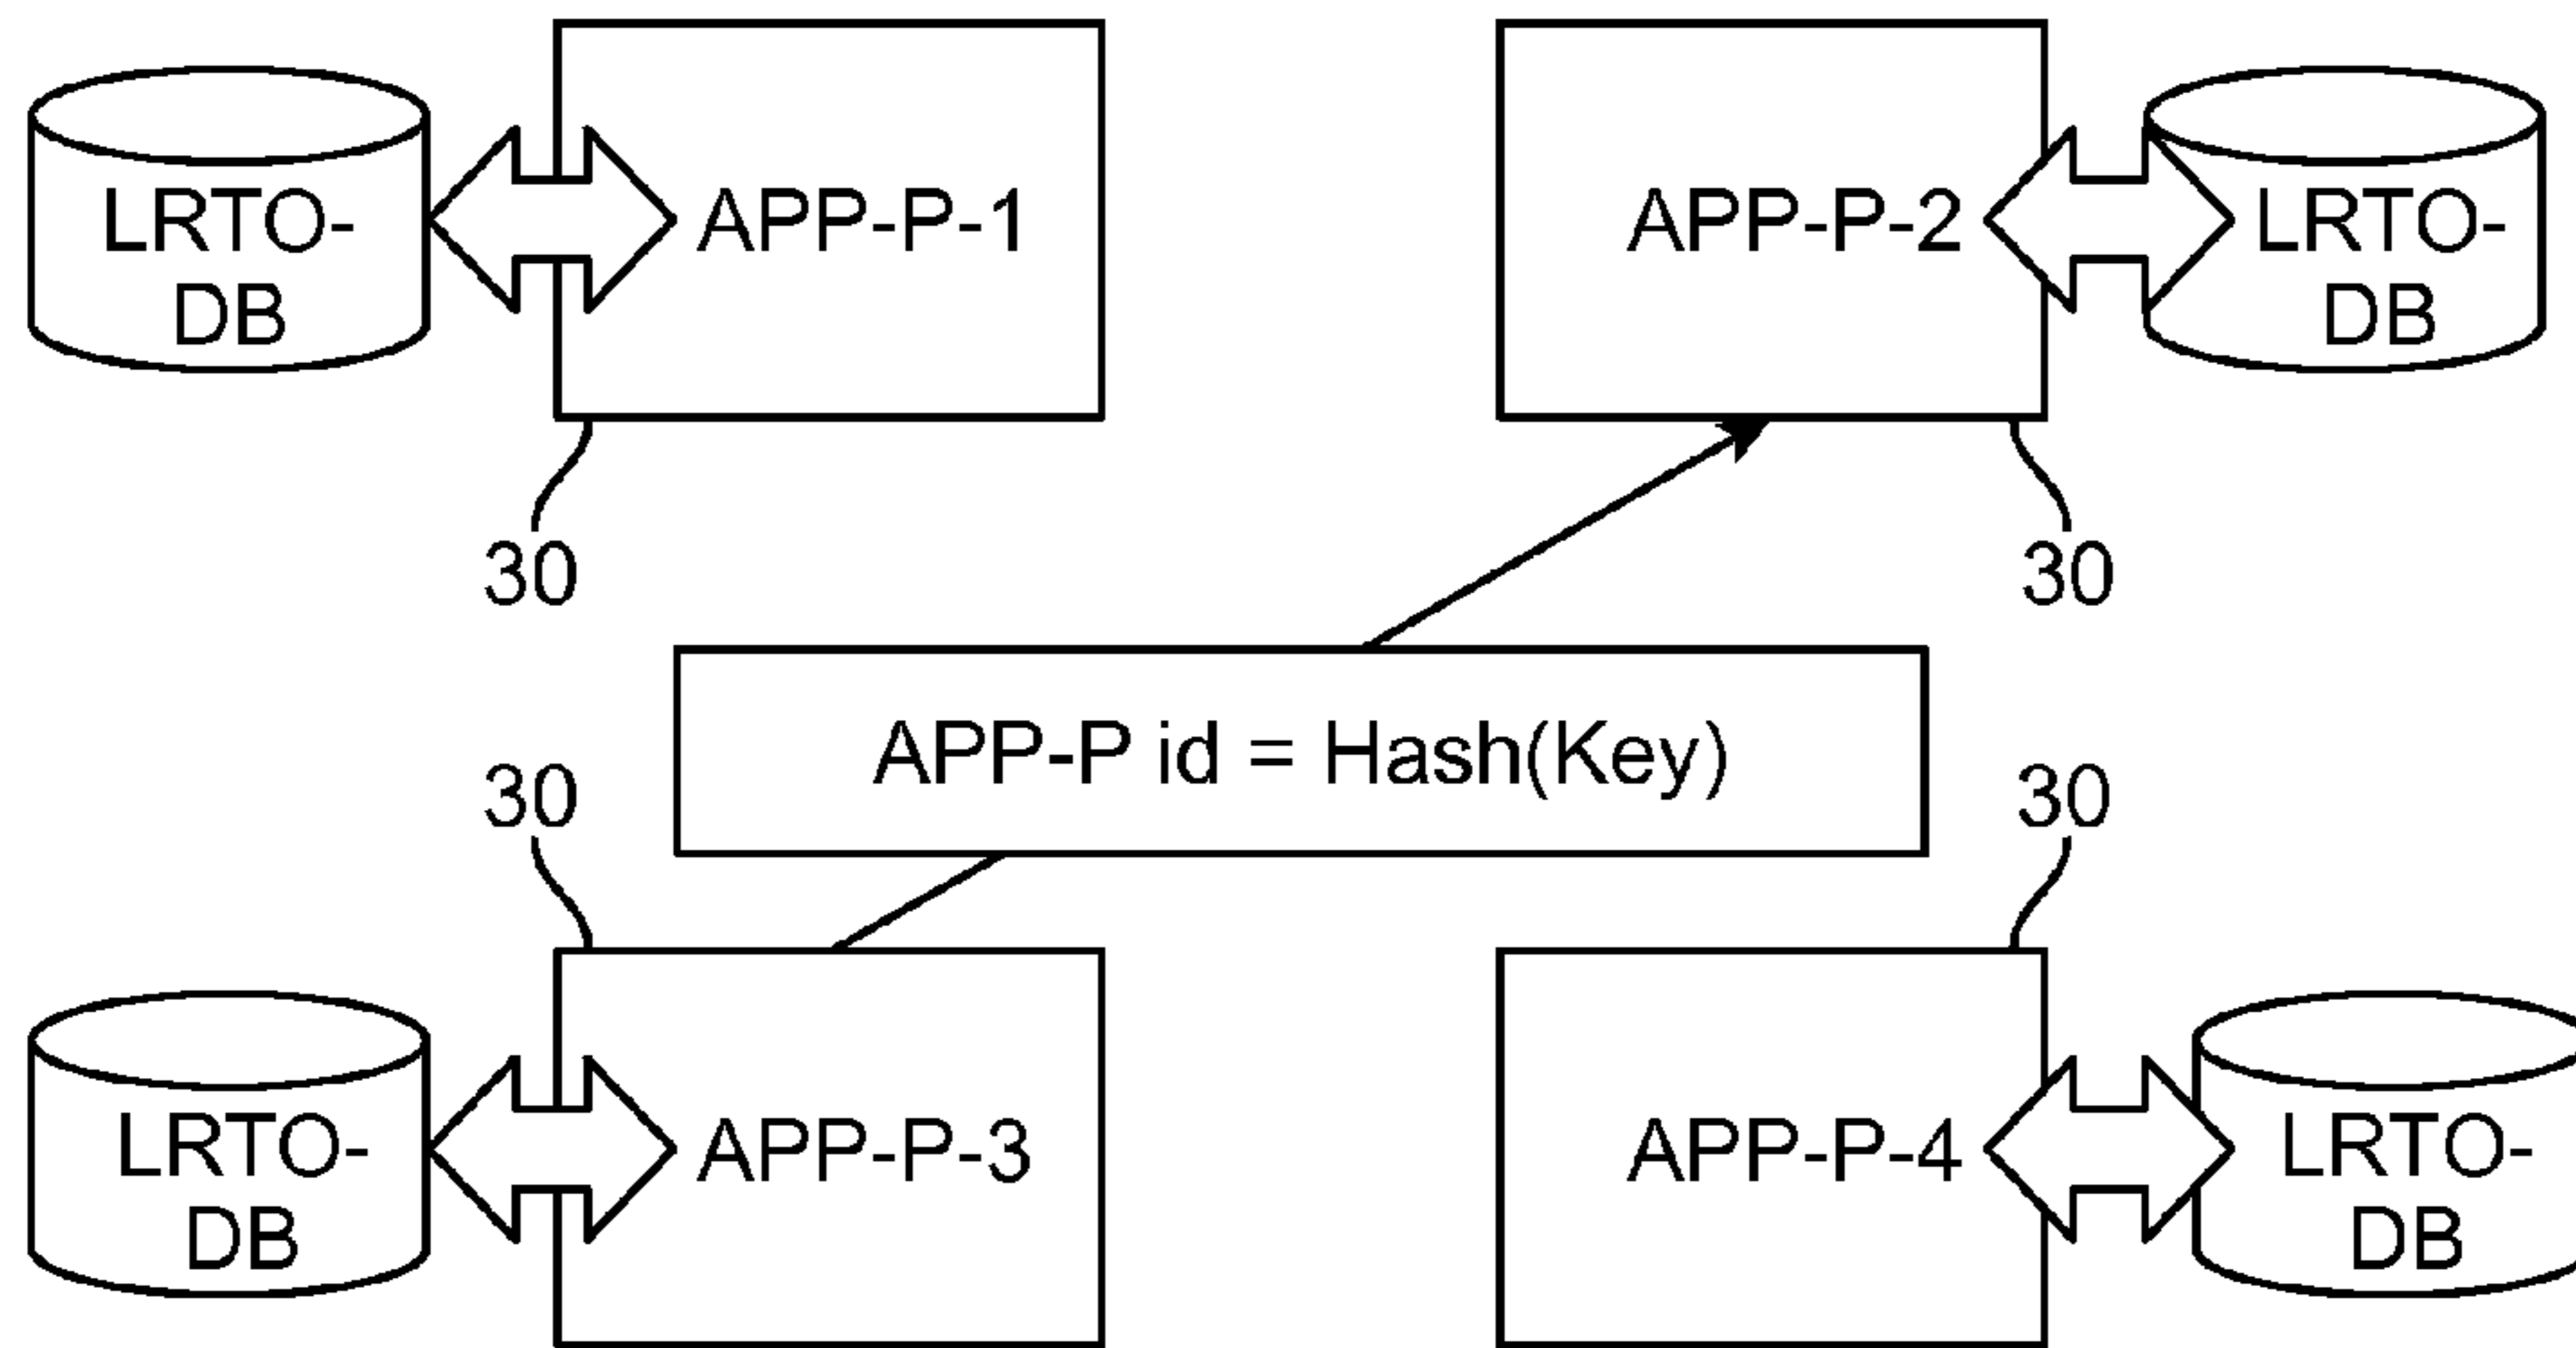 LRTO-
DB
APP-P-1
APP-P-2
LRTO-
DB
30
30
APP-P id = Hash(Key)
30
30
LRTO-
DB
APP-P-3
APP-P-4
LRTO-
DB